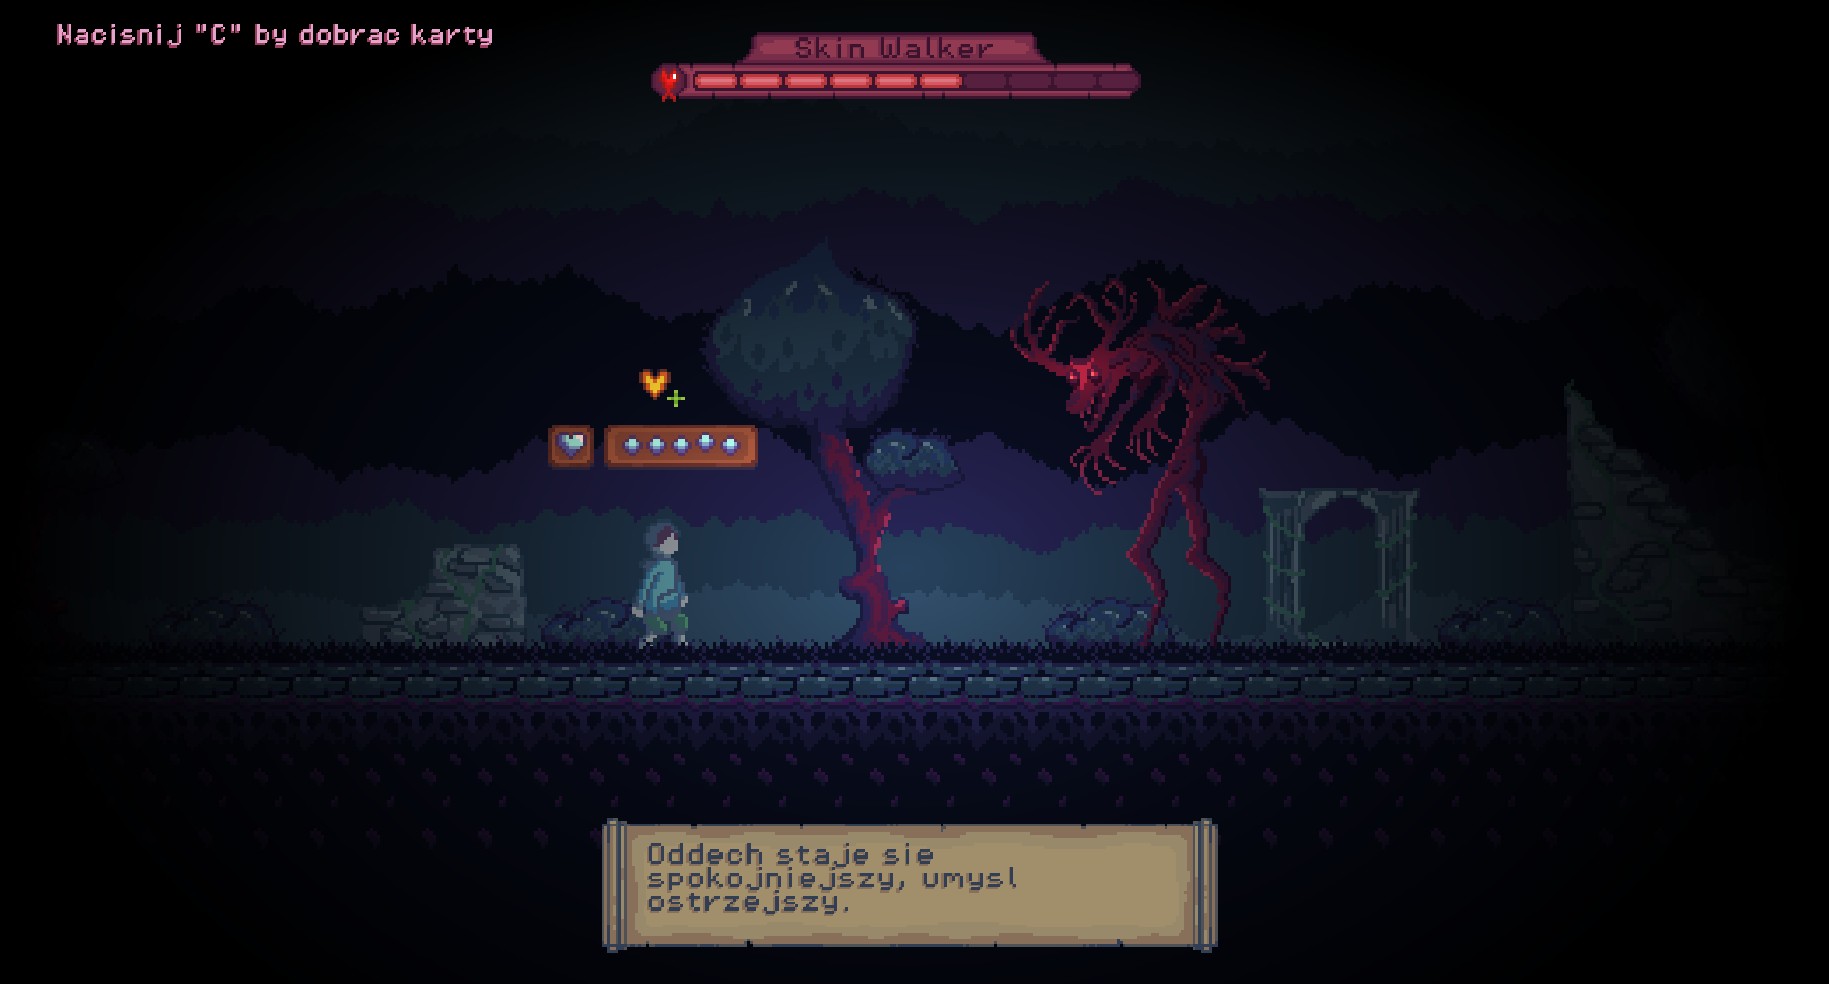 Nacisnij "C" by dobrac karty
Skin Walker
Oddech staje sie
spokojniejszy, umysl
ostrzejszy.